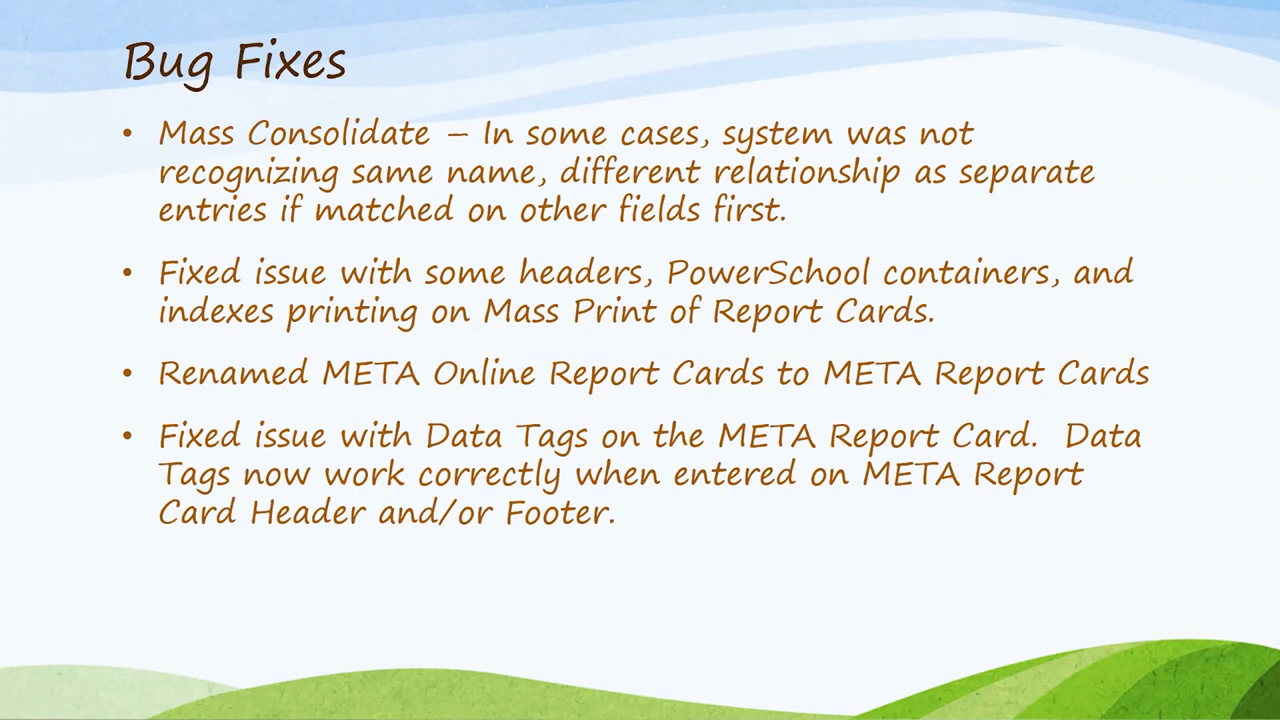 Bug Fixes
• Mass Consolidate – In some cases, system was not
recognizing same name, different relationship as separate
entries if matched on other fields first.
• Fixed issue with some headers, PowerSchool containers, and
indexes printing on Mass Print of Report Cards.
• Renamed META Online Report Cards to META Report Cards
• Fixed issue with Data Tags on the META Report Card.  Data
Tags now work correctly when entered on META Report
Card Header and/or Footer.